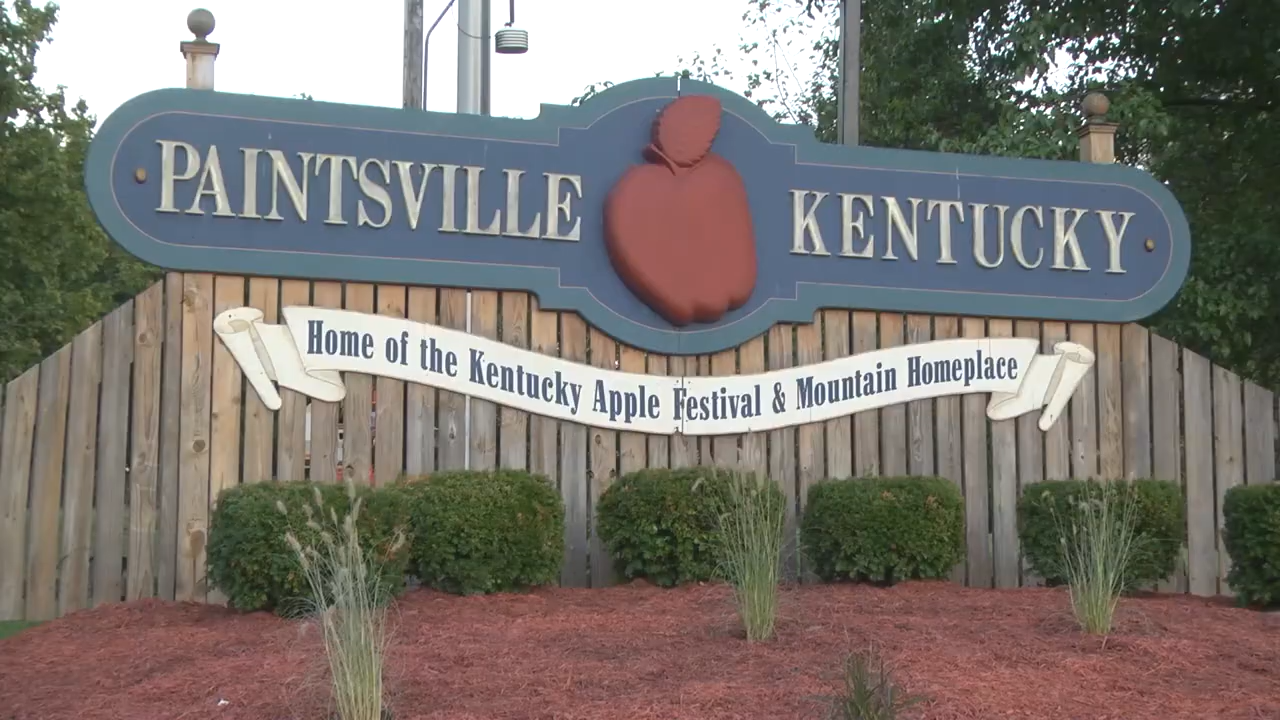 PAINTSVILLE KENTUCKY
Home of the Kentucky Apple Festival & Mountain Homeplace